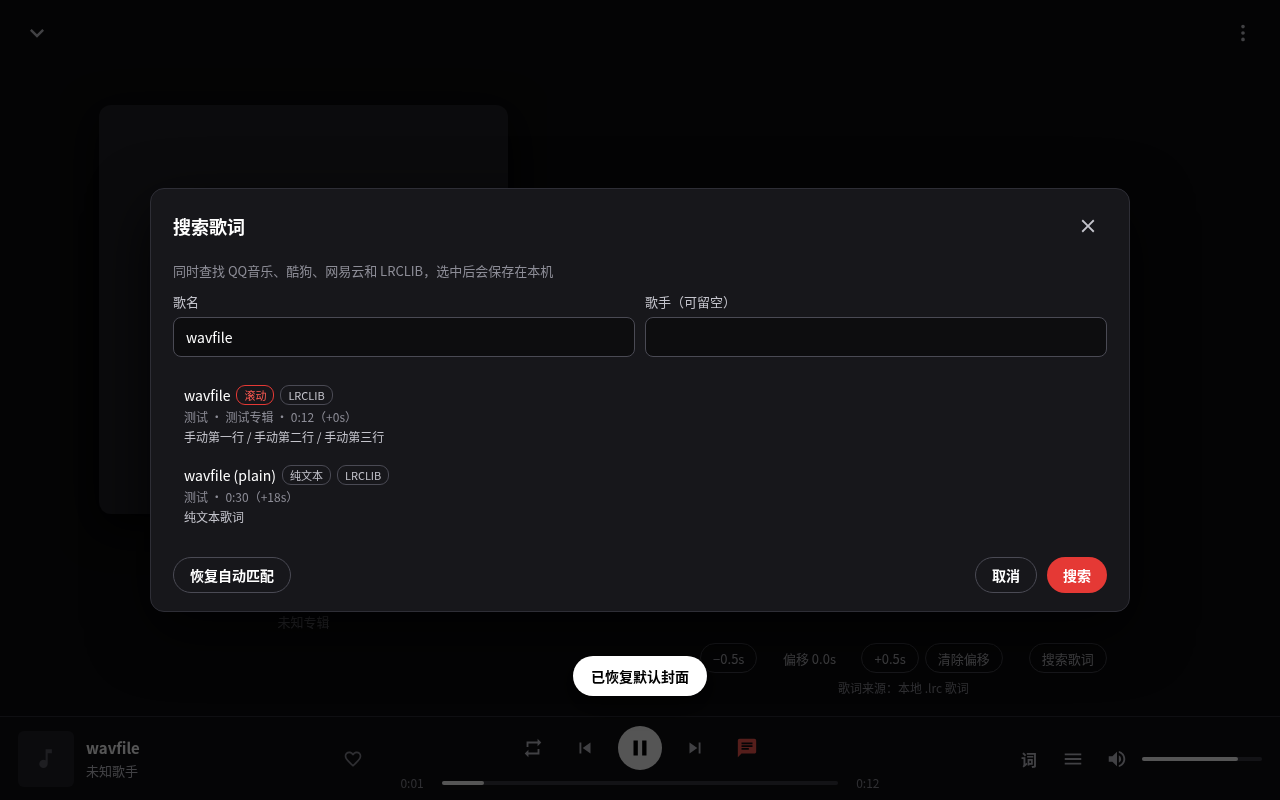 搜索歌词
同时查找 QQ音乐、酷狗、网易云和 LRCLIB，选中后会保存在本机
歌名
歌手（可留空）
wavfile
wavfile 滚动 LRCLIB
测试 · 测试专辑 · 0:12（+0s）
手动第一行 / 手动第二行 / 手动第三行
wavfile (plain) 纯文本 LRCLIB
测试 · 0:30（+18s）
纯文本歌词
恢复自动匹配
取消
搜索
未知专辑
−0.5s
偏移 0.0s
+0.5s
清除偏移
搜索歌词
已恢复默认封面
歌词来源：本地 .lrc 歌词
wavfile
未知歌手
0:01
0:12
词